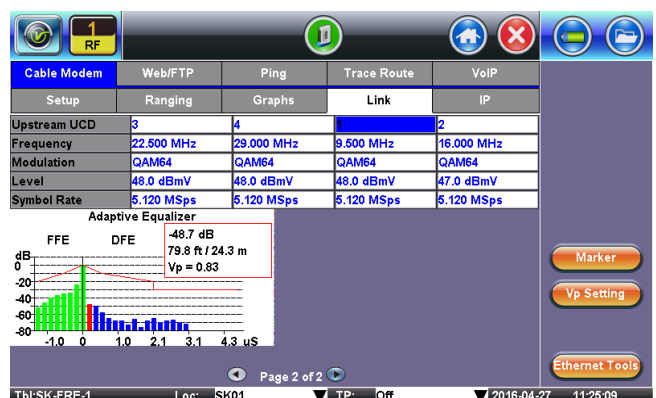 1
RF
Cable Modem Web/FTP Ping Trace Route VoIP
Setup Ranging Graphs Link IP
Upstream UCD 3 4 1 2
Frequency 22.500 MHz 29.000 MHz 9.500 MHz 16.000 MHz
Modulation QAM64 QAM64 QAM64 QAM64
Level 48.0 dBmV 48.0 dBmV 48.0 dBmV 47.0 dBmV
Symbol Rate 5.120 MSps 5.120 MSps 5.120 MSps 5.120 MSps
Adaptive Equalizer
FFE DFE
-48.7 dB
79.8 ft / 24.3 m
Vp = 0.83
dB
0
-20
-40
-60
-80
-1.0 0 1.0 2.1 3.1 4.3 uS
Marker
Vp Setting
Ethernet Tools
Page 2 of 2
Tbl:SK-FRE-1 Loc: SK01 TP: Off 2016-04-27 11:25:09